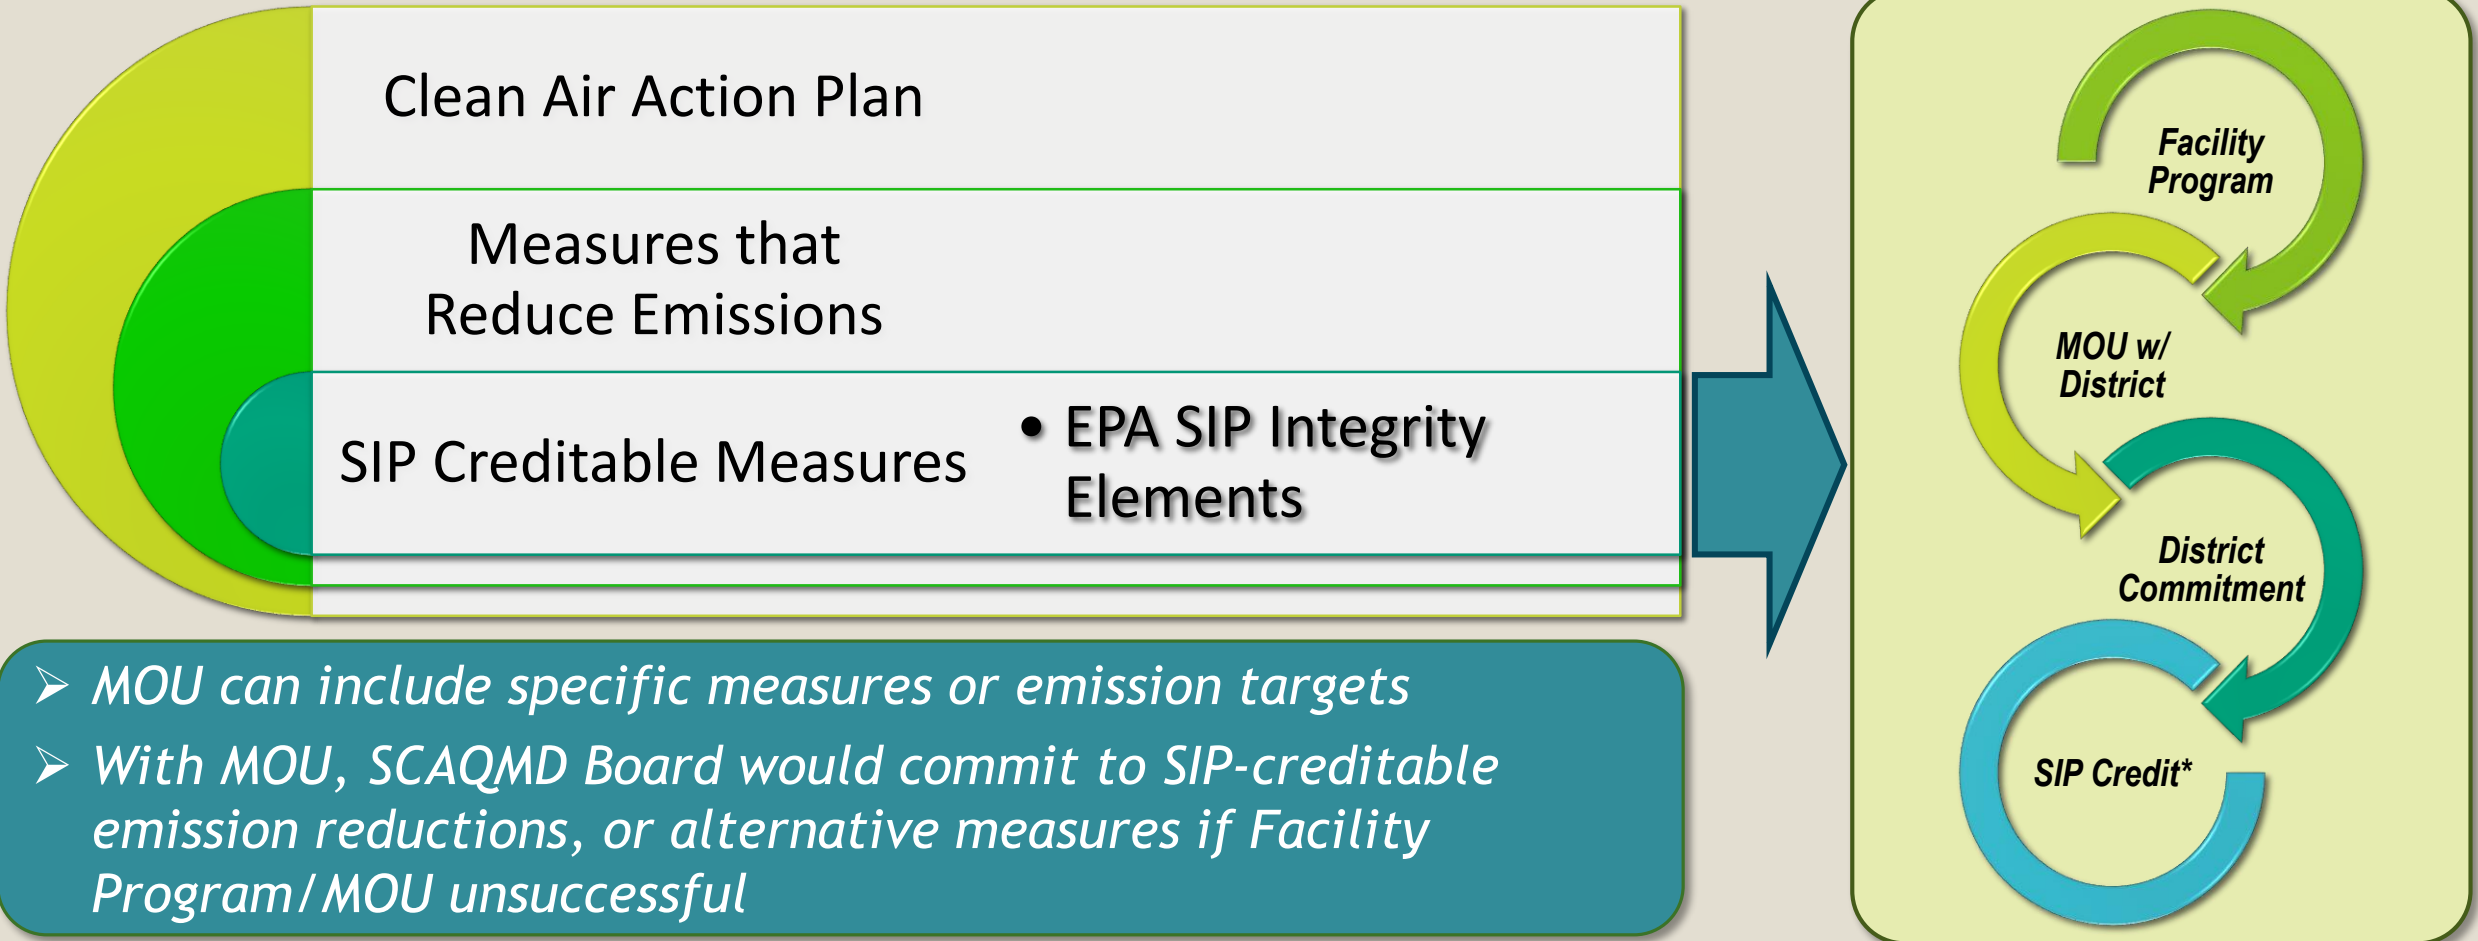 Clean Air Action Plan
Measures that
Reduce Emissions
SIP Creditable Measures
• EPA SIP Integrity
Elements
➢ MOU can include specific measures or emission targets
➢ With MOU, SCAQMD Board would commit to SIP-creditable
emission reductions, or alternative measures if Facility
Program/MOU unsuccessful
Facility
Program
MOU w/
District
District
Commitment
SIP Credit*